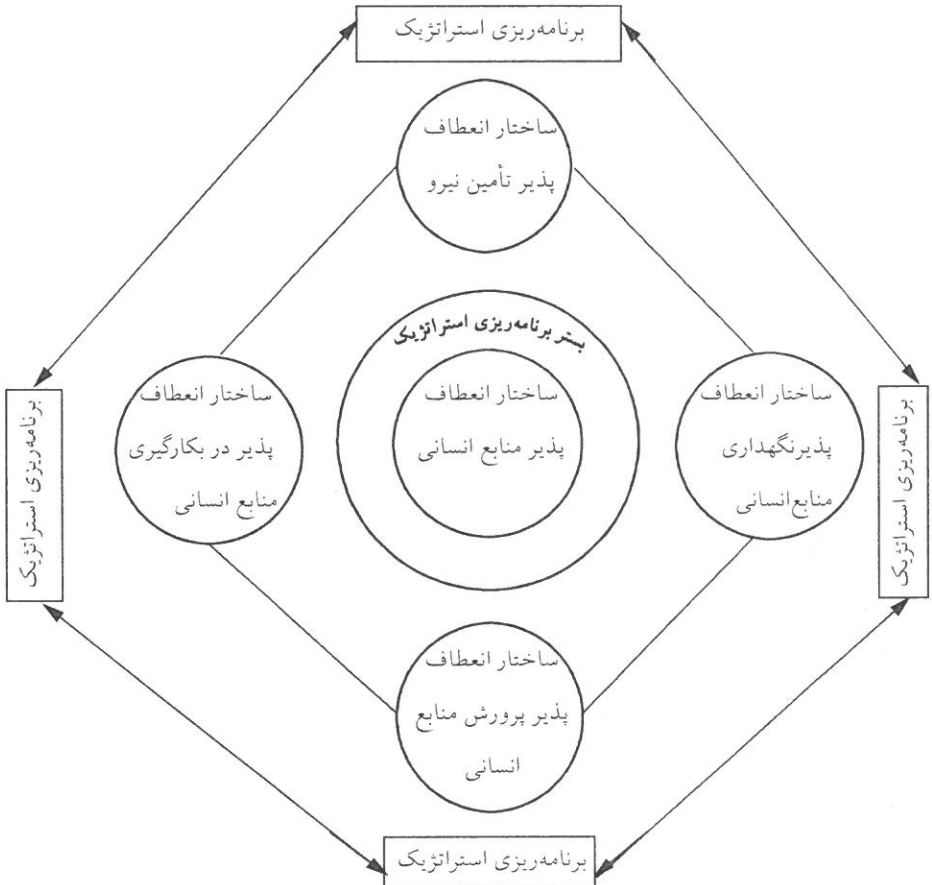 برنامه‌ریزی استراتژیک
ساختار انعطاف
پذیر تأمین نیرو
بستر برنامه‌ریزی استراتژیک
ساختار انعطاف
پذیر منابع انسانی
ساختار انعطاف
پذیرنگهداری
منابع‌انسانی
برنامه‌ریزی استراتژیک
ساختار انعطاف
پذیر در بکارگیری
منابع انسانی
برنامه‌ریزی استراتژیک
ساختار انعطاف
پذیر پرورش منابع
انسانی
برنامه‌ریزی استراتژیک